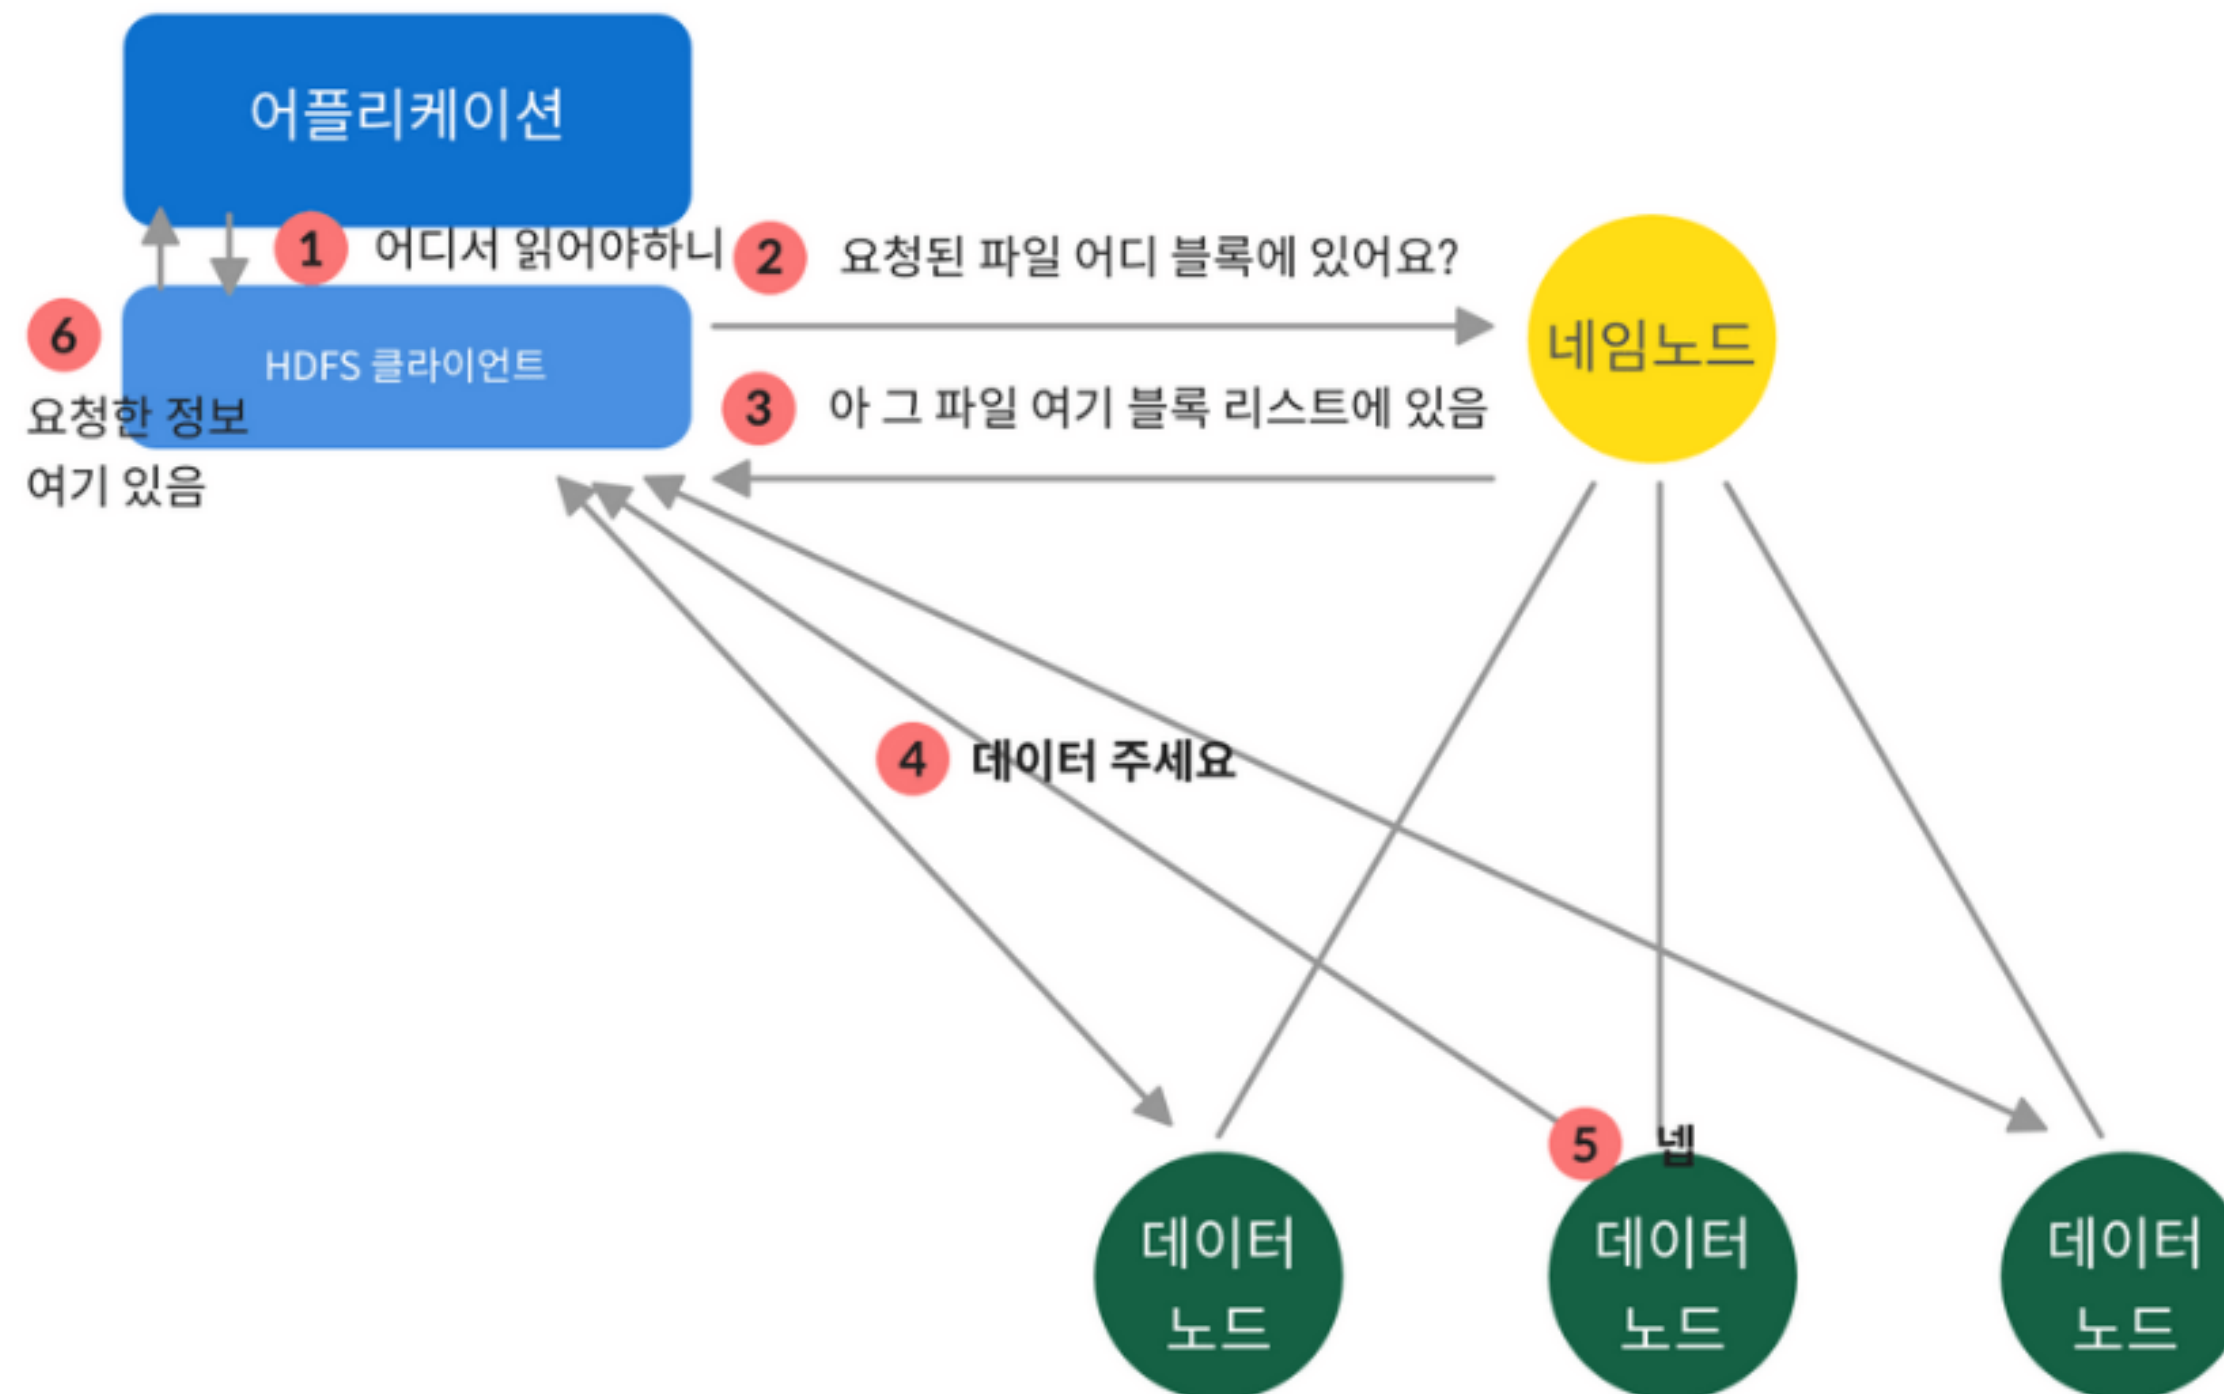 어플리케이션
1 어디서 읽어야하니
2 요청된 파일 어디 블록에 있어요?
네임노드
6
HDFS 클라이언트
3 아 그 파일 여기 블록 리스트에 있음
요청한 정보
여기 있음
4 데이터 주세요
5 넵
데이터
노드
데이터
노드
데이터
노드